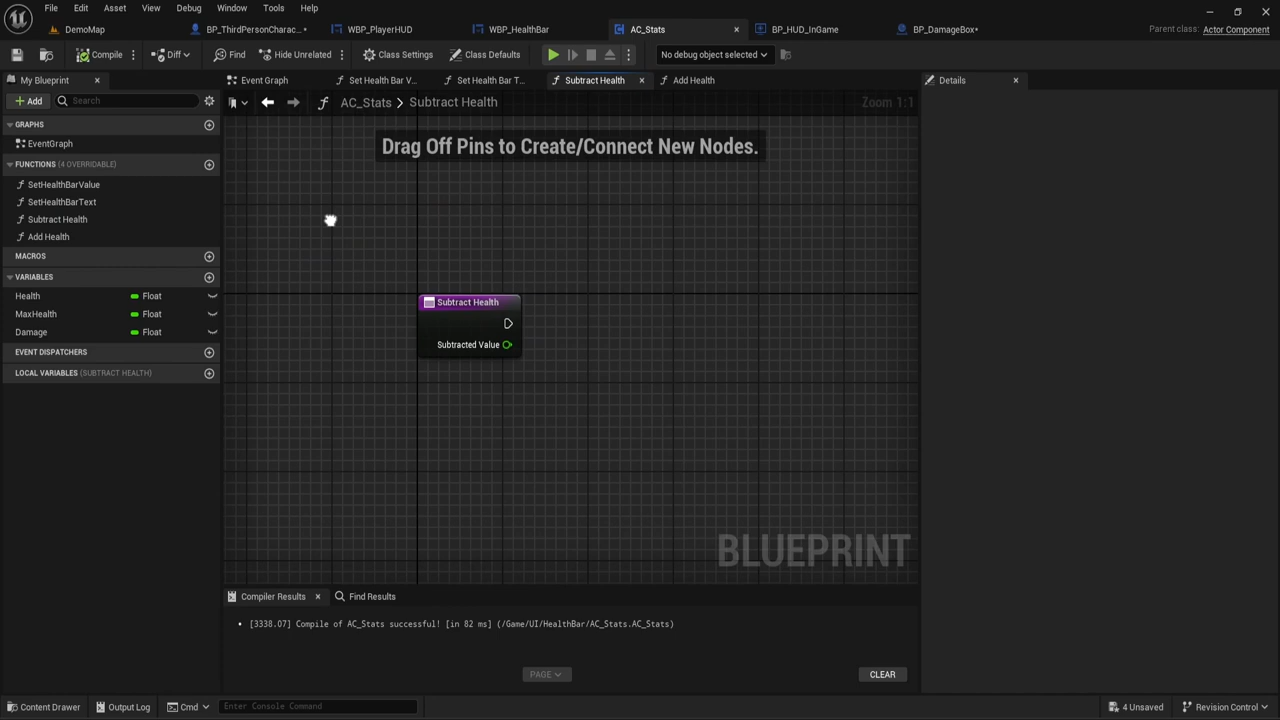 File Edit Asset View Debug Window Tools Help
DemoMap BP_ThirdPersonCharac...• WBP_PlayerHUD WBP_HealthBar AC_Stats BP_HUD_InGame BP_DamageBox•
Parent class: Actor Component
Compile Diff Find Hide Unrelated Class Settings Class Defaults No debug object selected
My Blueprint
Event Graph Set Health Bar V... Set Health Bar T... Subtract Health Add Health
Details
Add Search
AC_Stats > Subtract Health
Zoom 1:1
GRAPHS
EventGraph
FUNCTIONS (4 OVERRIDABLE)
SetHealthBarValue
SetHealthBarText
Subtract Health
Add Health
MACROS
VARIABLES
Health Float
MaxHealth Float
Damage Float
EVENT DISPATCHERS
LOCAL VARIABLES (SUBTRACT HEALTH)
Drag Off Pins to Create/Connect New Nodes.
Subtract Health
Subtracted Value
BLUEPRINT
Compiler Results Find Results
• [3338.07] Compile of AC_Stats successful! [in 82 ms] (/Game/UI/HealthBar/AC_Stats.AC_Stats)
PAGE
CLEAR
Content Drawer Output Log Cmd Enter Console Command 4 Unsaved Revision Control